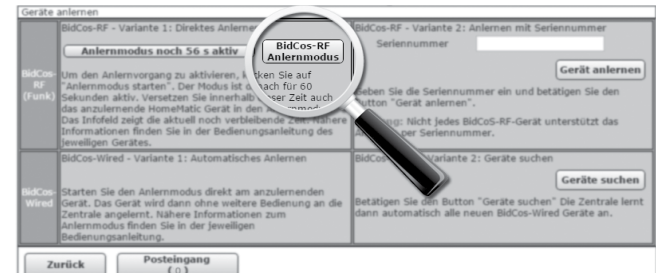 Geräte anlernen
BidCos-RF (Funk)
BidCos-RF - Variante 1: Direktes Anlernen
Anlernmodus noch 56 s aktiv
BidCos-RF
Anlernmodus
Um den Anlernvorgang zu aktivieren, klicken Sie auf
"Anlernmodus starten". Der Modus ist danach für 60
Sekunden aktiv. Versetzen Sie innerhalb dieser Zeit auch
das anzulernende HomeMatic Gerät in den Anlernmodus.
Das Infofeld zeigt die aktuell noch verbleibende Zeit. Nähere
Informationen finden Sie in der Bedienungsanleitung des
jeweiligen Gerätes.
BidCos-RF - Variante 2: Anlernen mit Seriennummer
Seriennummer
Gerät anlernen
Geben Sie die Seriennummer ein und betätigen Sie den
Button "Gerät anlernen".
Nicht jedes BidCoS-RF-Gerät unterstützt das
per Seriennummer.
BidCos-Wired
BidCos-Wired - Variante 1: Automatisches Anlernen
Starten Sie den Anlernmodus direkt am anzulernenden
Gerät. Das Gerät wird dann ohne weitere Bedienung an die
Zentrale angelernt. Nähere Informationen zum
Anlernmodus finden Sie in der jeweiligen
Bedienungsanleitung.
Variante 2: Geräte suchen
Geräte suchen
Betätigen Sie den Button "Geräte suchen" Die Zentrale lernt
dann automatisch alle neuen BidCos-Wired Geräte an.
Zurück
Posteingang
( 0 )